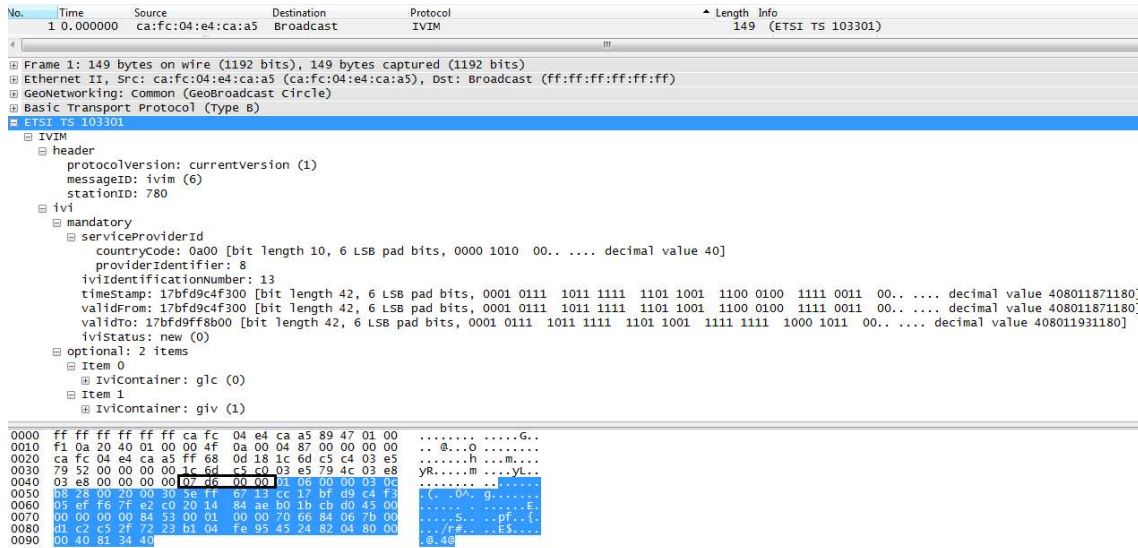 No. Time Source Destination Protocol Length Info
1 0.000000 ca:fc:04:e4:ca:a5 Broadcast IVIM 149 (ETSI TS 103301)
Frame 1: 149 bytes on wire (1192 bits), 149 bytes captured (1192 bits)
Ethernet II, Src: ca:fc:04:e4:ca:a5 (ca:fc:04:e4:ca:a5), Dst: Broadcast (ff:ff:ff:ff:ff:ff)
GeoNetworking: Common (GeoBroadcast Circle)
Basic Transport Protocol (Type B)
ETSI TS 103301
IVIM
header
protocolVersion: currentVersion (1)
messageID: ivim (6)
stationID: 780
ivi
mandatory
serviceProviderId
countryCode: 0a00 [bit length 10, 6 LSB pad bits, 0000 1010 00.. .... decimal value 40]
providerIdentifier: 8
iviIdentificationNumber: 13
timeStamp: 17bfd9c4f300 [bit length 42, 6 LSB pad bits, 0001 0111 1011 1111 1101 1001 1100 0100 1111 0011 00.. .... decimal value 408011871180]
validFrom: 17bfd9c4f300 [bit length 42, 6 LSB pad bits, 0001 0111 1011 1111 1101 1001 1100 0100 1111 0011 00.. .... decimal value 408011871180]
validTo: 17bfd9ff8b00 [bit length 42, 6 LSB pad bits, 0001 0111 1011 1111 1101 1001 1111 1111 1000 1011 00.. .... decimal value 408011931180]
iviStatus: new (0)
optional: 2 items
Item 0
IviContainer: glc (0)
Item 1
IviContainer: giv (1)
0000 ff ff ff ff ff ff ca fc 04 e4 ca a5 89 47 01 00 ........ .....G..
0010 f1 0a 20 40 01 00 00 4f 0a 00 04 87 00 00 00 00 .. @...O ........
0020 ca fc 04 e4 ca a5 ff 68 0d 18 1c 6d c5 c4 03 e5 .......h ...m....
0030 79 52 00 00 00 00 1c 6d c5 c0 03 e5 79 4c 03 e8 yR.....m ....yL..
0040 03 e8 00 00 00 00 07 d6 00 00 01 06 00 00 03 0c ........ ........
0050 b8 28 00 20 00 30 5e ff 67 13 cc 17 bf d9 c4 f3 .(. .0^. g.......
0060 05 ef f6 7f e2 c0 20 14 84 ae b0 1b cb d0 45 00 ...... . ......E.
0070 00 00 00 00 84 53 00 01 00 00 70 66 84 06 7b 00 .....S.. ..pf..{.
0080 d1 c2 c5 2f 72 23 b1 04 fe 95 45 24 82 04 80 00 .../r#.. ..E$....
0090 00 40 81 34 40 .@.4@